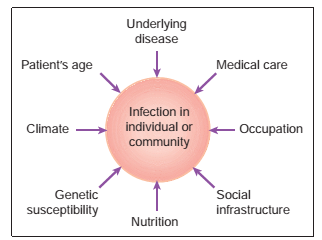 Underlying
disease
Patient's age
Medical care
Climate
Infection in
individual or
community
Occupation
Genetic
susceptibility
Social
infrastructure
Nutrition